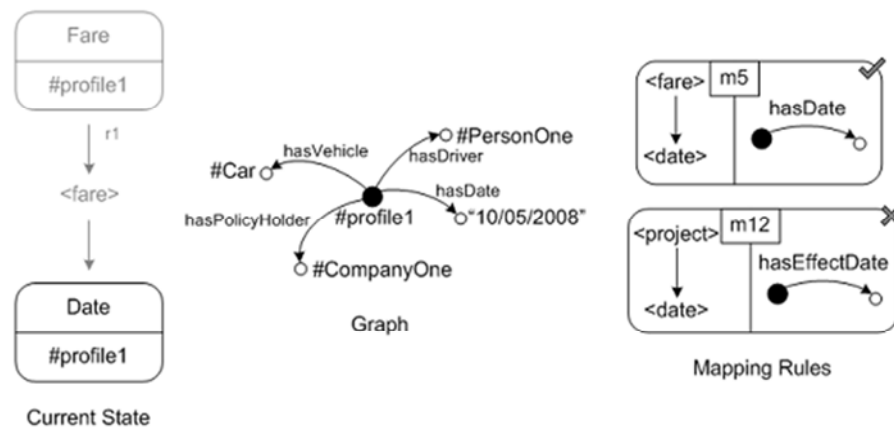 Fare
#profile1
r1
<fare>
Date
#profile1
Current State
#PersonOne
hasVehicle
hasDriver
#Car
hasDate
hasPolicyHolder
#profile1
"10/05/2008"
#CompanyOne
Graph
<fare>
m5
hasDate
<date>
<project>
m12
hasEffectDate
<date>
Mapping Rules